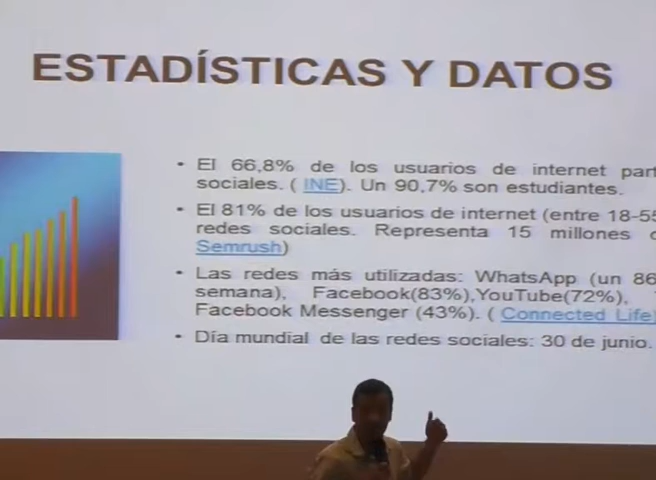 ESTADÍSTICAS Y DATOS
• El 66,8% de los usuarios de internet
sociales. ( INE). Un 90,7% son estudiantes.
• El 81% de los usuarios de internet (entre 18-55
redes sociales. Representa 15 millones
Semrush)
• Las redes más utilizadas: WhatsApp (un 86
semana), Facebook(83%),YouTube(72%),
Facebook Messenger (43%). ( Connected Life)
• Día mundial de las redes sociales: 30 de junio.